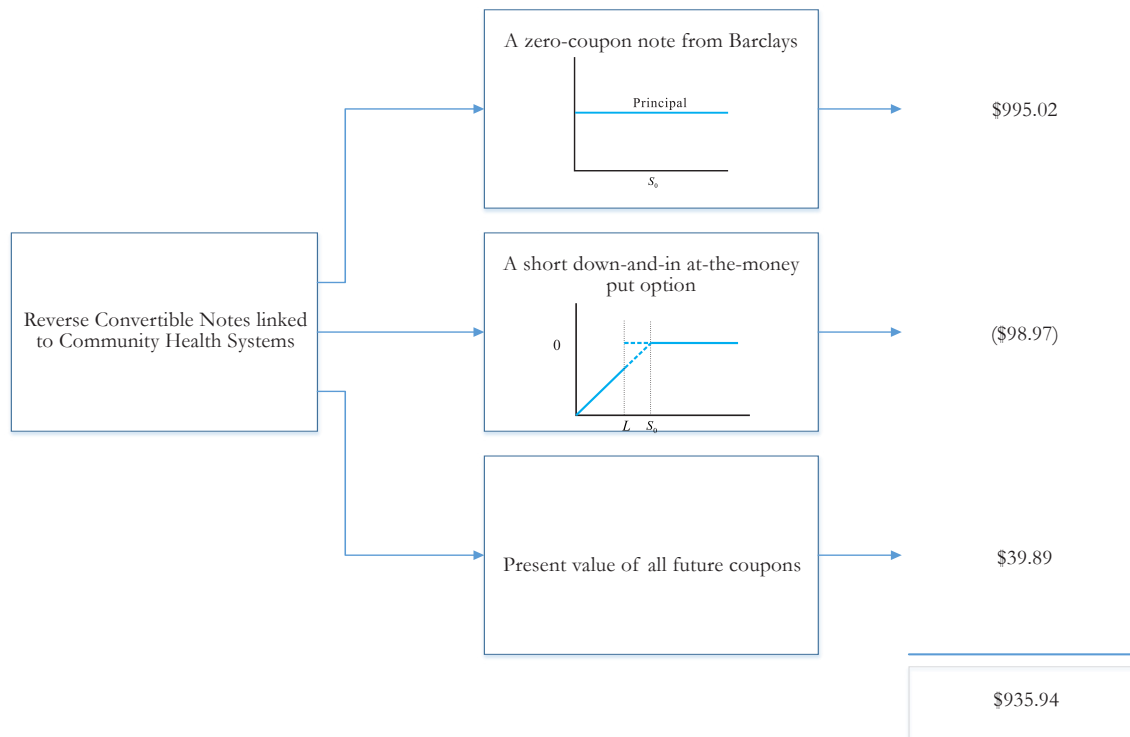 A zero-coupon note from Barclays
Principal
S₀
$995.02
Reverse Convertible Notes linked
to Community Health Systems
A short down-and-in at-the-money
put option
0
L S₀
($98.97)
Present value of all future coupons
$39.89
$935.94